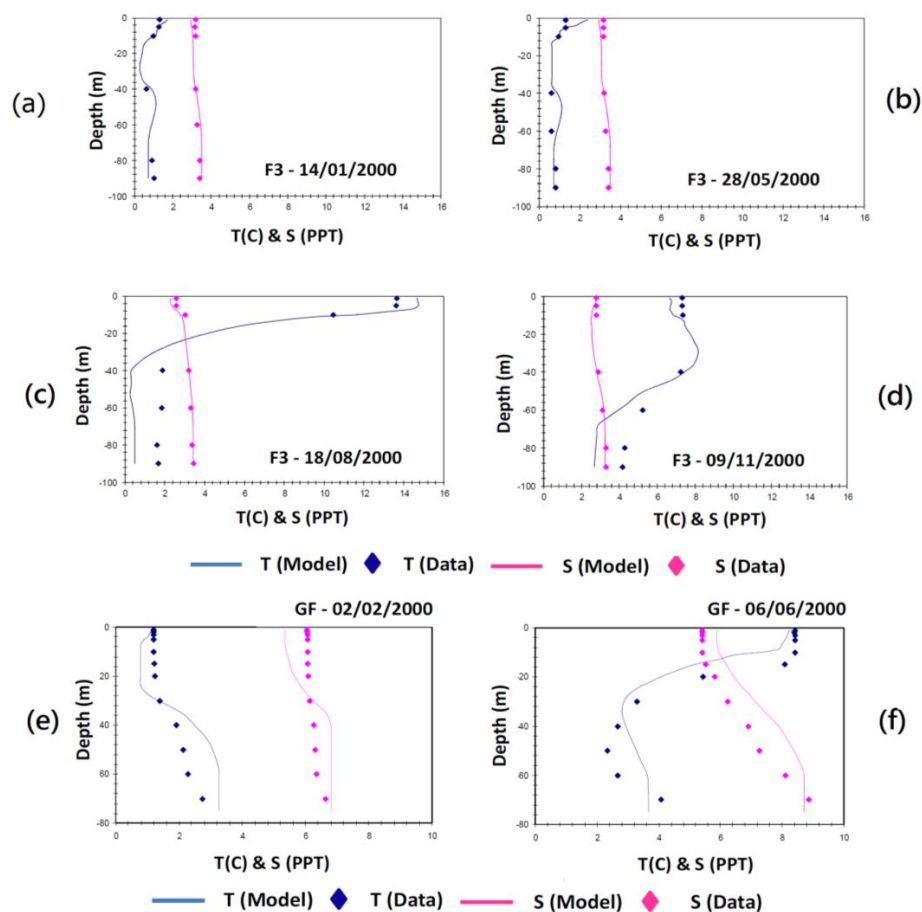 (a)
Depth (m)
0
-20
-40
-60
-80
-100
0 2 4 6 8 10 12 14 16
F3 - 14/01/2000
T(C) & S (PPT)
(b)
Depth (m)
0
-20
-40
-60
-80
-100
0 2 4 6 8 10 12 14 16
F3 - 28/05/2000
T(C) & S (PPT)
(c)
Depth (m)
0
-20
-40
-60
-80
-100
0 2 4 6 8 10 12 14 16
F3 - 18/08/2000
T(C) & S (PPT)
(d)
Depth (m)
0
-20
-40
-60
-80
-100
0 2 4 6 8 10 12 14 16
F3 - 09/11/2000
T(C) & S (PPT)
T (Model) T (Data) S (Model) S (Data)
GF - 02/02/2000
(e)
Depth (m)
0
20
40
60
-80
0 2 4 6 8 10
T(C) & S (PPT)
GF - 06/06/2000
(f)
Depth (m)
0
-20
-40
-60
-80
0 2 4 6 8 10
T(C) & S (PPT)
T (Model) T (Data) S (Model) S (Data)